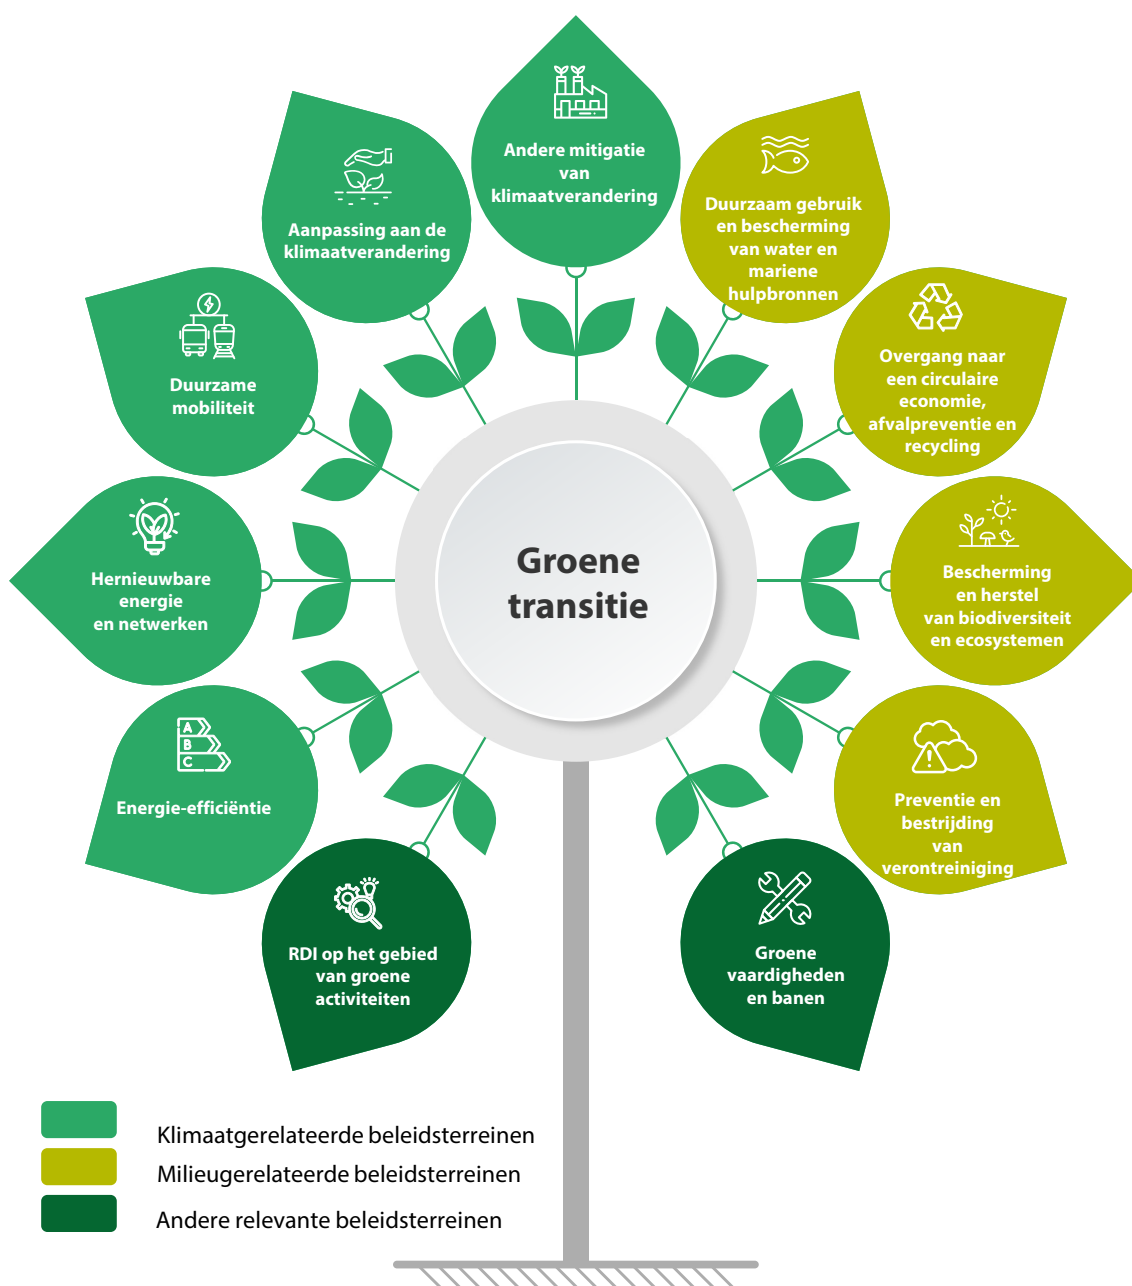 Andere mitigatie
van
klimaatverandering
Duurzaam gebruik
en bescherming
van water en
mariene
hulpbronnen
Aanpassing aan de
klimaatverandering
Overgang naar
een circulaire
economie,
afvalpreventie en
recycling
Duurzame
mobiliteit
Groene
transitie
Hernieuwbare
energie
en netwerken
Bescherming
en herstel
van biodiversiteit
en ecosystemen
A
B
C
Energie-efficiëntie
Preventie en
bestrijding
van
verontreiniging
RDI op het gebied
van groene
activiteiten
Groene
vaardigheden
en banen
Klimaatgerelateerde beleidsterreinen
Milieugerelateerde beleidsterreinen
Andere relevante beleidsterreinen